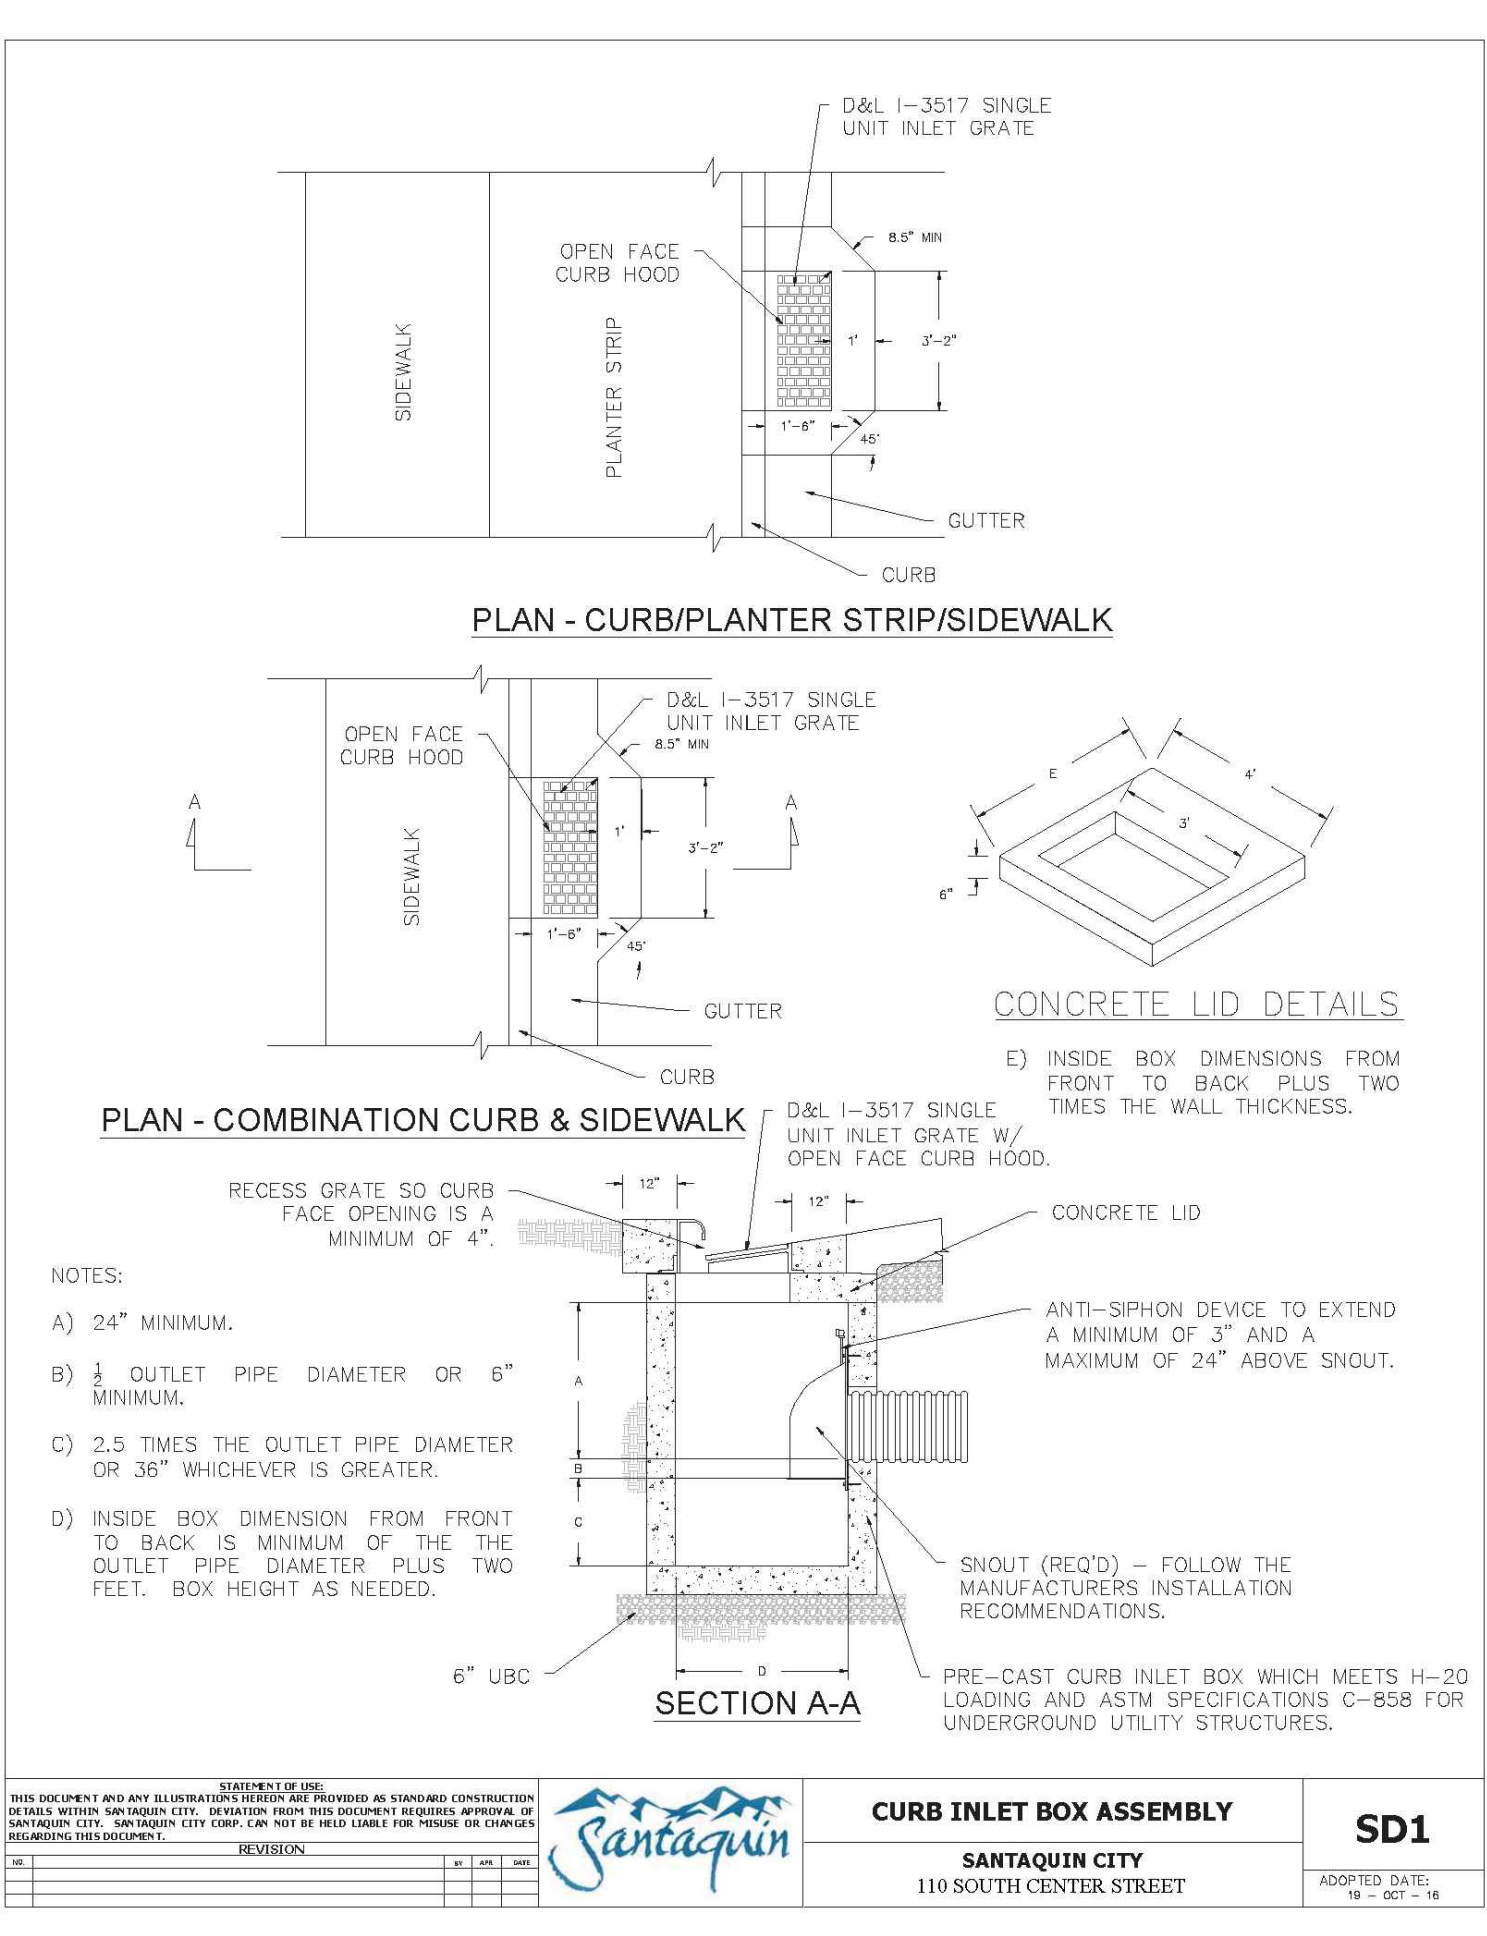 D&L I-3517 SINGLE
UNIT INLET GRATE
8.5" MIN
OPEN FACE
CURB HOOD
SIDEWALK
PLANTER STRIP
1'
3'-2"
1'-6"
45°
GUTTER
CURB
PLAN - CURB/PLANTER STRIP/SIDEWALK
D&L I-3517 SINGLE
UNIT INLET GRATE
OPEN FACE
CURB HOOD
8.5" MIN
A
A
SIDEWALK
1'
3'-2"
1'-6"
45°
GUTTER
CURB
PLAN - COMBINATION CURB & SIDEWALK
E
4'
3'
6"
CONCRETE LID DETAILS
E) INSIDE BOX DIMENSIONS FROM
FRONT TO BACK PLUS TWO
TIMES THE WALL THICKNESS.
D&L I-3517 SINGLE
UNIT INLET GRATE W/
OPEN FACE CURB HOOD.
RECESS GRATE SO CURB
FACE OPENING IS A
MINIMUM OF 4".
12"
12"
CONCRETE LID
NOTES:
A) 24" MINIMUM.
B) 1/2 OUTLET PIPE DIAMETER OR 6"
MINIMUM.
C) 2.5 TIMES THE OUTLET PIPE DIAMETER
OR 36" WHICHEVER IS GREATER.
D) INSIDE BOX DIMENSION FROM FRONT
TO BACK IS MINIMUM OF THE THE
OUTLET PIPE DIAMETER PLUS TWO
FEET. BOX HEIGHT AS NEEDED.
ANTI-SIPHON DEVICE TO EXTEND
A MINIMUM OF 3" AND A
MAXIMUM OF 24" ABOVE SNOUT.
A
B
C
D
SNOUT (REQ'D) - FOLLOW THE
MANUFACTURERS INSTALLATION
RECOMMENDATIONS.
6" UBC
PRE-CAST CURB INLET BOX WHICH MEETS H-20
LOADING AND ASTM SPECIFICATIONS C-858 FOR
UNDERGROUND UTILITY STRUCTURES.
SECTION A-A
STATEMENT OF USE:
THIS DOCUMENT AND ANY ILLUSTRATIONS HEREON ARE PROVIDED AS STANDARD CONSTRUCTION
DETAILS WITHIN SANTAQUIN CITY. DEVIATION FROM THIS DOCUMENT REQUIRES APPROVAL OF
SANTAQUIN CITY. SANTAQUIN CITY CORP. CAN NOT BE HELD LIABLE FOR MISUSE OR CHANGES
REGARDING THIS DOCUMENT.
REVISION
NO. BY APR. DATE
Santaquin
CURB INLET BOX ASSEMBLY
SANTAQUIN CITY
110 SOUTH CENTER STREET
SD1
ADOPTED DATE:
19 - OCT - 16